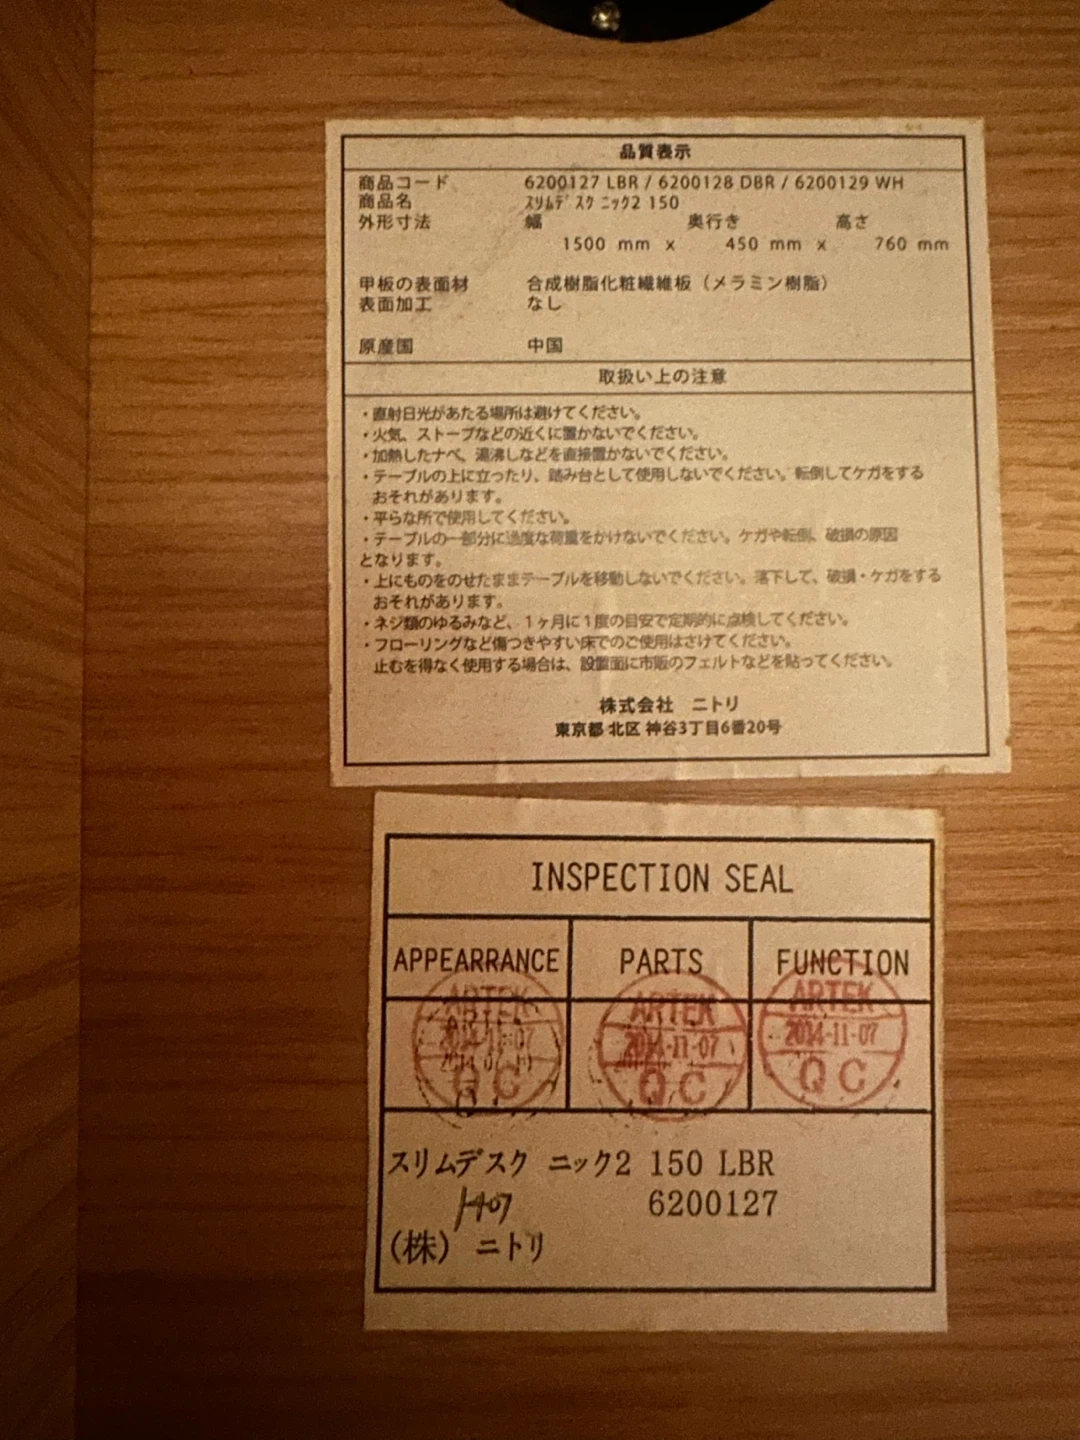 品質表示
商品コード 6200127 LBR / 6200128 DBR / 6200129 WH
商品名 ｽﾘﾑﾃﾞｽｸ ﾆｯｸ2 150
外形寸法 幅 奥行き 高さ
1500 mm x 450 mm x 760 mm
甲板の表面材 合成樹脂化粧繊維板（メラミン樹脂）
表面加工 なし
原産国 中国
取扱い上の注意
・直射日光があたる場所は避けてください。
・火気、ストーブなどの近くに置かないでください。
・加熱したナベ、湯沸しなどを直接置かないでください。
・テーブルの上に立ったり、踏み台として使用しないでください。転倒してケガをする
おそれがあります。
・平らな所で使用してください。
・テーブルの一部分に過度な荷重をかけないでください。ケガや転倒、破損の原因
となります。
・上にものをのせたままテーブルを移動しないでください。落下して、破損・ケガをする
おそれがあります。
・ネジ類のゆるみなど、1ヶ月に1度の目安で定期的に点検してください。
・フローリングなど傷つきやすい床でのご使用はさけてください。
止むを得なく使用する場合は、設置面に市販のフェルトなどを貼ってください。
株式会社 ニトリ
東京都 北区 神谷3丁目6番20号
INSPECTION SEAL
APPEARRANCE PARTS FUNCTION
ARTEK ARTEK ARTEK
2014-11-07 2014-11-07 2014-11-07
QC QC QC
スリムデスク ニック2 150 LBR
6200127
(株) ニトリ